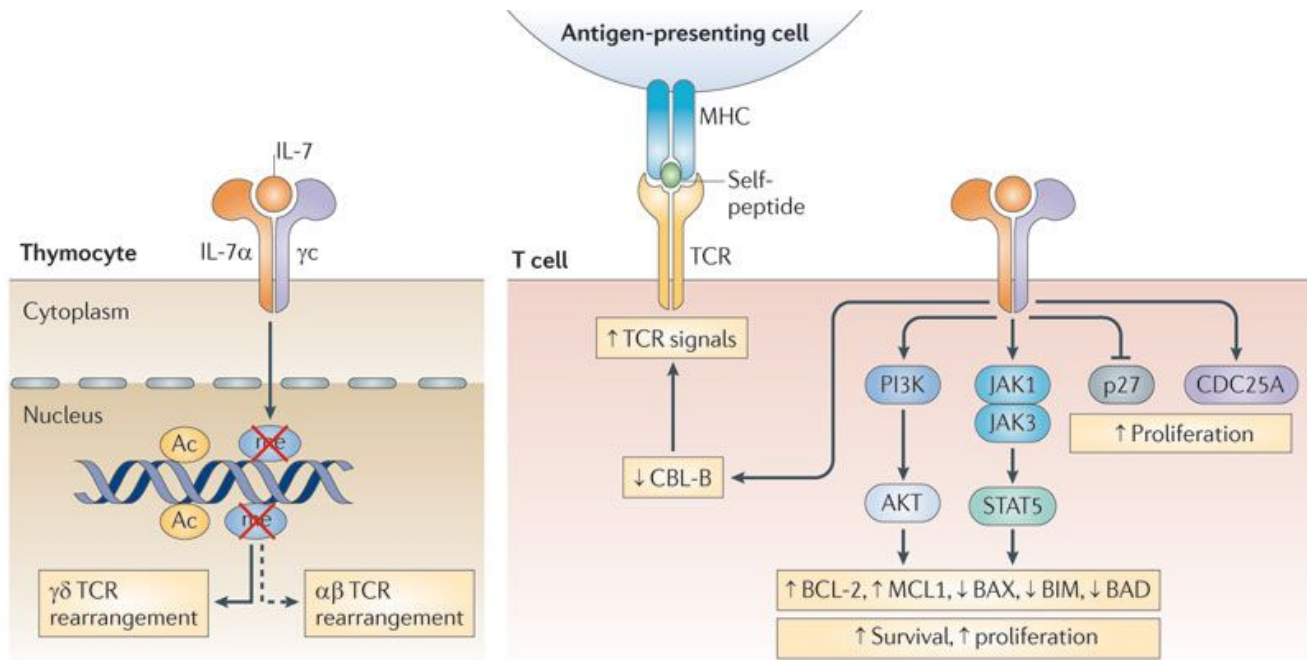 Antigen-presenting cell
MHC
IL-7
Self-
peptide
Thymocyte
IL-7α
γc
T cell
TCR
Cytoplasm
↑ TCR signals
PI3K
JAK1
p27
CDC25A
JAK3
↑ Proliferation
Nucleus
Ac
me
↓ CBL-B
AKT
STAT5
Ac
me
γδ TCR
rearrangement
αβ TCR
rearrangement
↑ BCL-2, ↑ MCL1, ↓ BAX, ↓ BIM, ↓ BAD
↑ Survival, ↑ proliferation